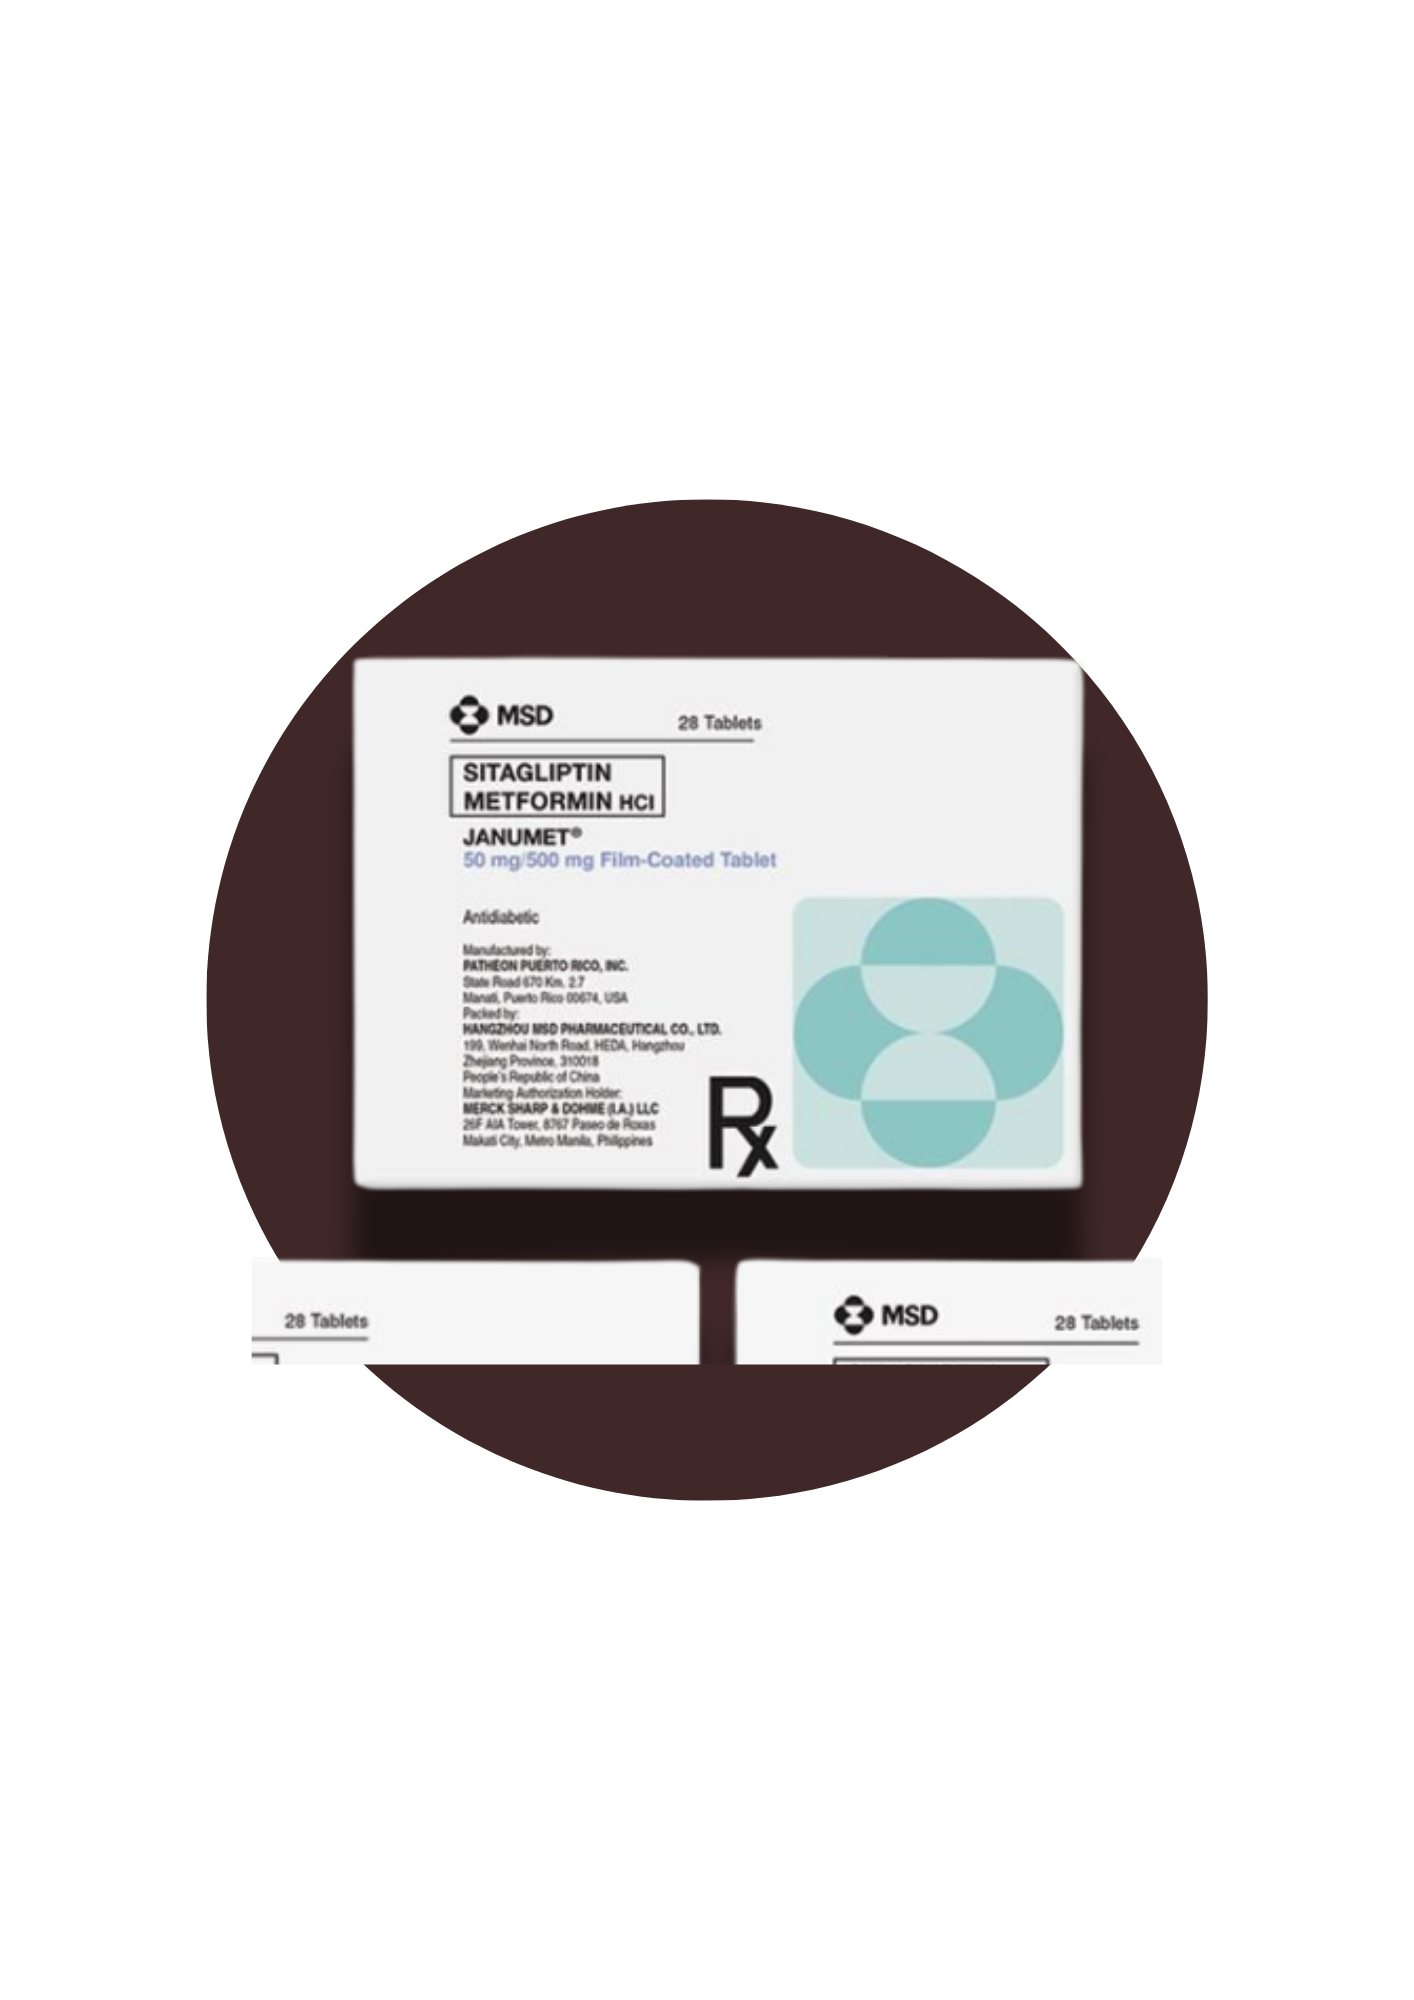 MSD
28 Tablets
SITAGLIPTIN
METFORMIN HCl
JANUMET®
50 mg/500 mg Film-Coated Tablet
Antidiabetic
Manufactured by:
PATHEON PUERTO RICO, INC.
State Road 670 Km. 2.7
Manati, Puerto Rico 00674, USA
Packed by:
HANGZHOU MSD PHARMACEUTICAL CO., LTD.
199, Wenhai North Road, HEDA, Hangzhou
Zhejiang Province, 310018
People's Republic of China
Marketing Authorization Holder:
MERCK SHARP & DOHME (I.A.) LLC
26F AIA Tower, 8767 Paseo de Roxas
Makati City, Metro Manila, Philippines
Rx
28 Tablets
MSD
28 Tablets